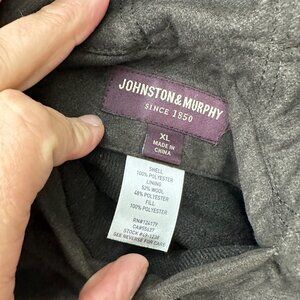 JOHNSTON & MURPHY
SINCE 1850
XL
MADE IN
CHINA
SHELL
100% POLYESTER
LINING
52% WOOL
48% POLYESTER
FILL
100% POLYESTER
SEE REVERSE FOR CARE